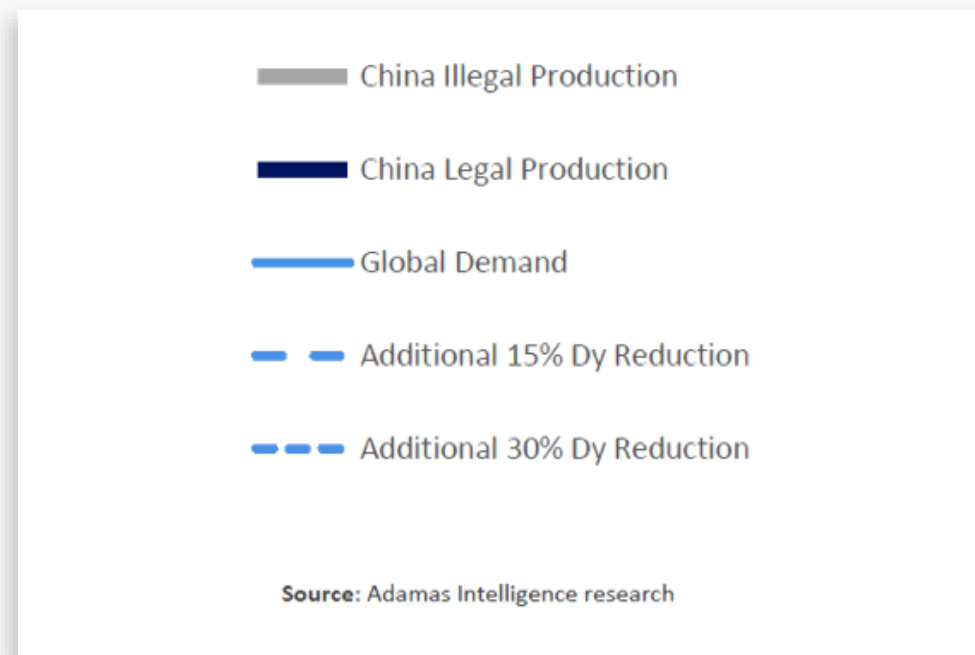 China Illegal Production
China Legal Production
Global Demand
Additional 15% Dy Reduction
Additional 30% Dy Reduction
Source: Adamas Intelligence research